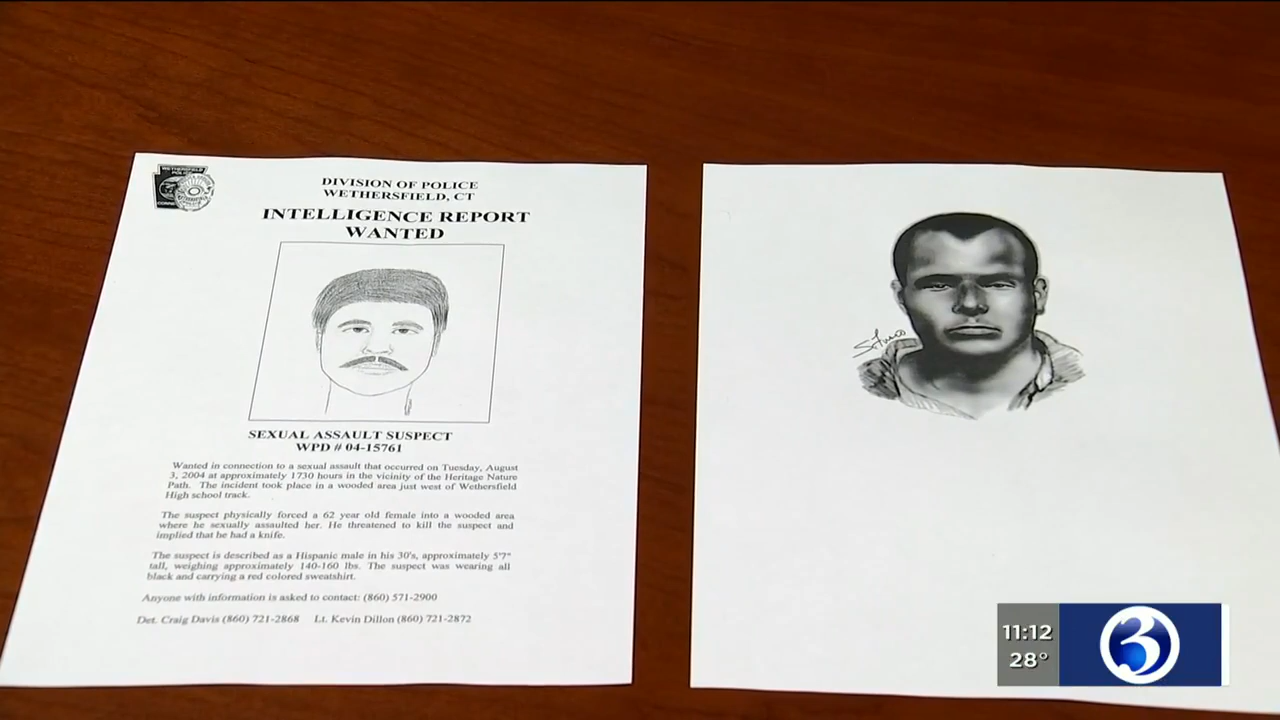 WETHERSFIELD
POLICE
DIVISION OF POLICE
WETHERSFIELD, CT
INTELLIGENCE REPORT
WANTED
SEXUAL ASSAULT SUSPECT
WPD # 04-15761
Wanted in connection to a sexual assault that occurred on Tuesday, August
3, 2004 at approximately 1730 hours in the vicinity of the Heritage Nature
Path. The incident took place in a wooded area just west of Wethersfield
High school track.
The suspect physically forced a 62 year old female into a wooded area
where he sexually assaulted her. He threatened to kill the suspect and
implied that he had a knife.
The suspect is described as a Hispanic male in his 30's, approximately 5'7"
tall, weighing approximately 140-160 lbs. The suspect was wearing all
black and carrying a red colored sweatshirt.
Anyone with information is asked to contact: (860) 571-2900
Det. Craig Davis (860) 721-2868 Lt. Kevin Dillon (860) 721-2872
11:12
28°
3